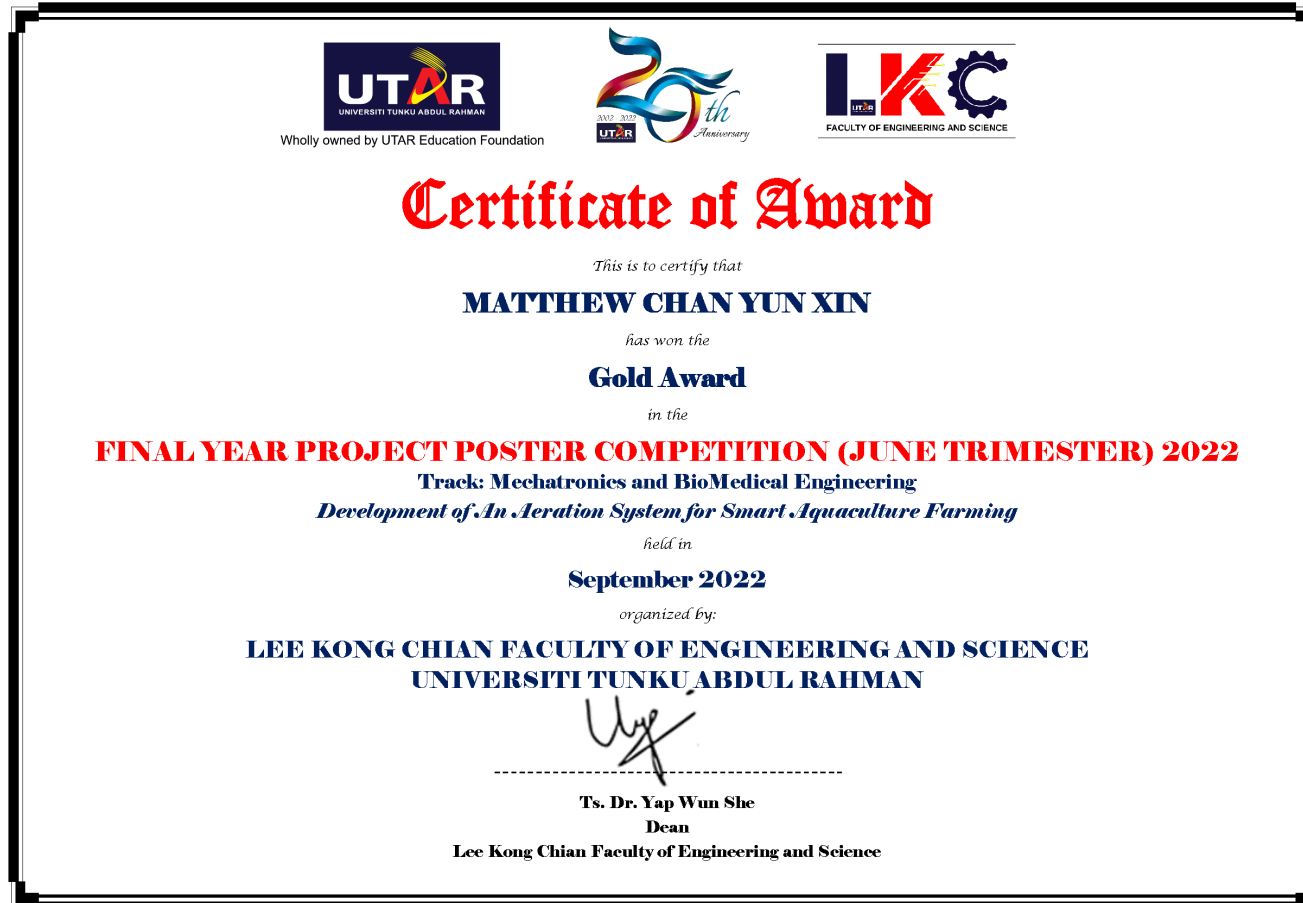 UTAR
UNIVERSITI TUNKU ABDUL RAHMAN
Wholly owned by UTAR Education Foundation
20th
2002 2022
UTAR
Anniversary
LKC
UTAR
FACULTY OF ENGINEERING AND SCIENCE
Certificate of Award
This is to certify that
MATTHEW CHAN YUN XIN
has won the
Gold Award
in the
FINAL YEAR PROJECT POSTER COMPETITION (JUNE TRIMESTER) 2022
Track: Mechatronics and BioMedical Engineering
Development of An Aeration System for Smart Aquaculture Farming
held in
September 2022
organized by:
LEE KONG CHIAN FACULTY OF ENGINEERING AND SCIENCE
UNIVERSITI TUNKU ABDUL RAHMAN
Ts. Dr. Yap Wun She
Dean
Lee Kong Chian Faculty of Engineering and Science